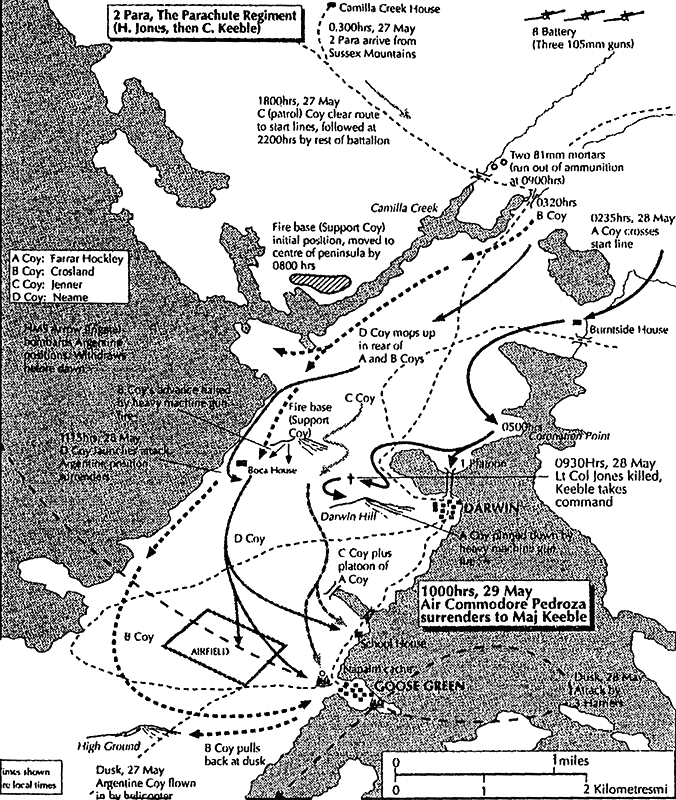 2 Para, The Parachute Regiment
(H. Jones, then C. Keeble)
Camilla Creek House
0.300hrs, 27 May
2 Para arrive from
Sussex Mountains
8 Battery
(Three 105mm guns)
1800hrs, 27 May
C (patrol) Coy clear route
to start lines, followed at
2200hrs by rest of battallon
Two 81mm mortars
(run out of ammunition
at 0900hrs)
Camilla Creek
0320hrs
B Coy
0235hrs, 28 May
A Coy crosses
start line
Fire base (Support Coy)
initial position, moved to
centre of peninsula by
0800 hrs
A Coy: Farrar Hockley
B Coy: Crosland
C Coy: Jenner
D Coy: Neame
HMS Arrow (frigate)
bombards Argentine
positions. Withdraws
before dawn
D Coy mops up
in rear of
A and B Coys
Burntside House
B Coy's advance halted
by heavy machine gun
fire
Fire base
(Support
Coy)
C Coy
0500hrs
Coronation Point
1115hrs, 28 May
D Coy launches attack
Argentine position
surrenders
Boca House
1 Platoon
0930Hrs, 28 May
Lt Col Jones killed,
Keeble takes
command
Darwin Hill
DARWIN
A Coy pinned down by
heavy machine gun
fire
D Coy
C Coy plus
platoon of
A Coy
1000hrs, 29 May
Air Commodore Pedroza
surrenders to Maj Keeble
B Coy
AIRFIELD
School House
Napalm cache
GOOSE GREEN
Dusk, 28 May
Attack by
3 Harriers
High Ground
B Coy pulls
back at dusk
Dusk, 27 May
Argentine Coy flown
in by helicopter
imes shown
re local times
0 1miles
0 1 2 Kilometresmi